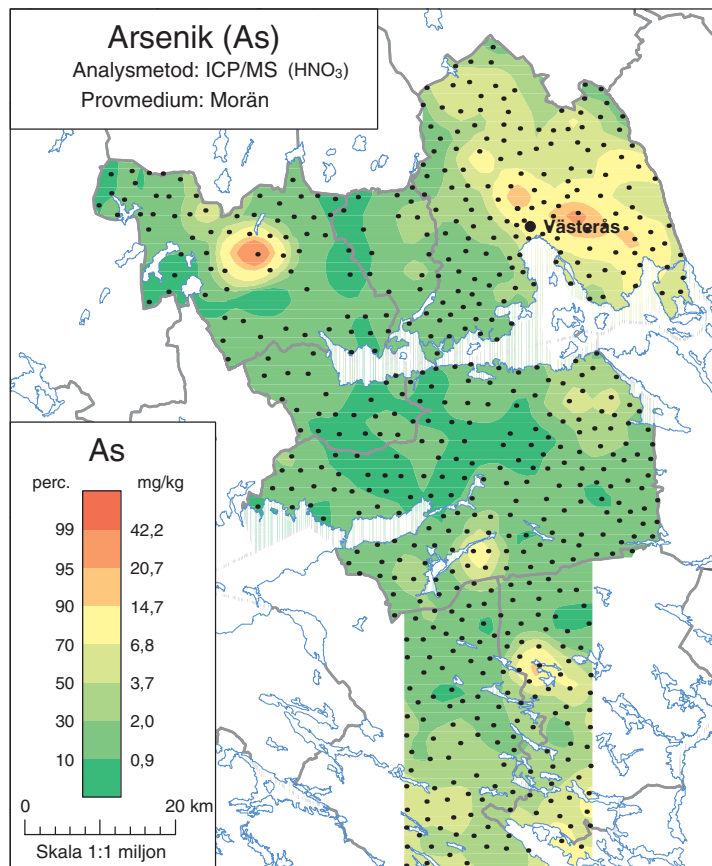 Arsenik (As)
Analysmetod: ICP/MS (HNO₃)
Provmedium: Morän
Västerås
As
perc. mg/kg
99 42,2
95 20,7
90 14,7
70 6,8
50 3,7
30 2,0
10 0,9
0 20 km
Skala 1:1 miljon